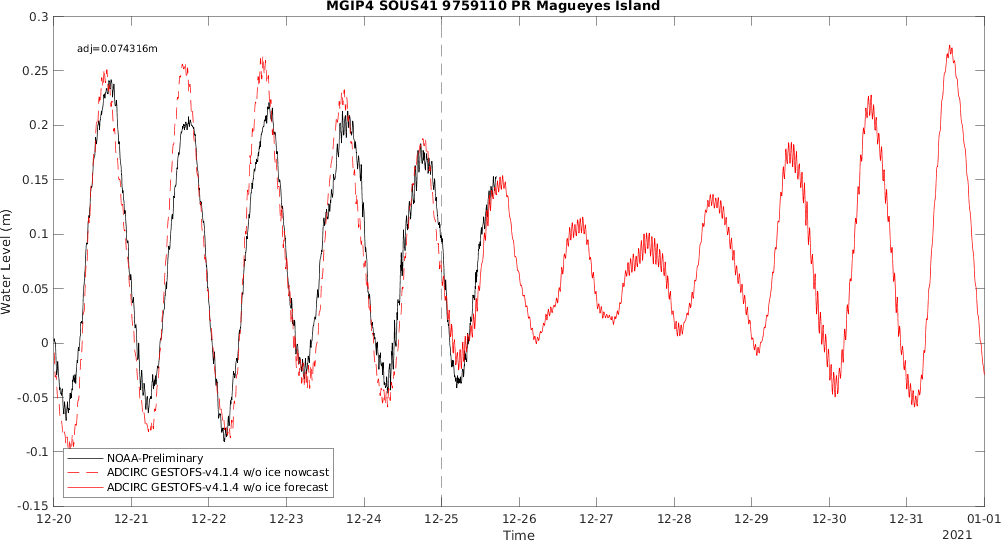 MGIP4 SOUS41 9759110 PR Magueyes Island
adj=0.074316m
Water Level (m)
0.3
0.25
0.2
0.15
0.1
0.05
0
-0.05
-0.1
-0.15
NOAA-Preliminary
ADCIRC GESTOFS-v4.1.4 w/o ice nowcast
ADCIRC GESTOFS-v4.1.4 w/o ice forecast
12-20 12-21 12-22 12-23 12-24 12-25 12-26 12-27 12-28 12-29 12-30 12-31 01-01
Time
2021